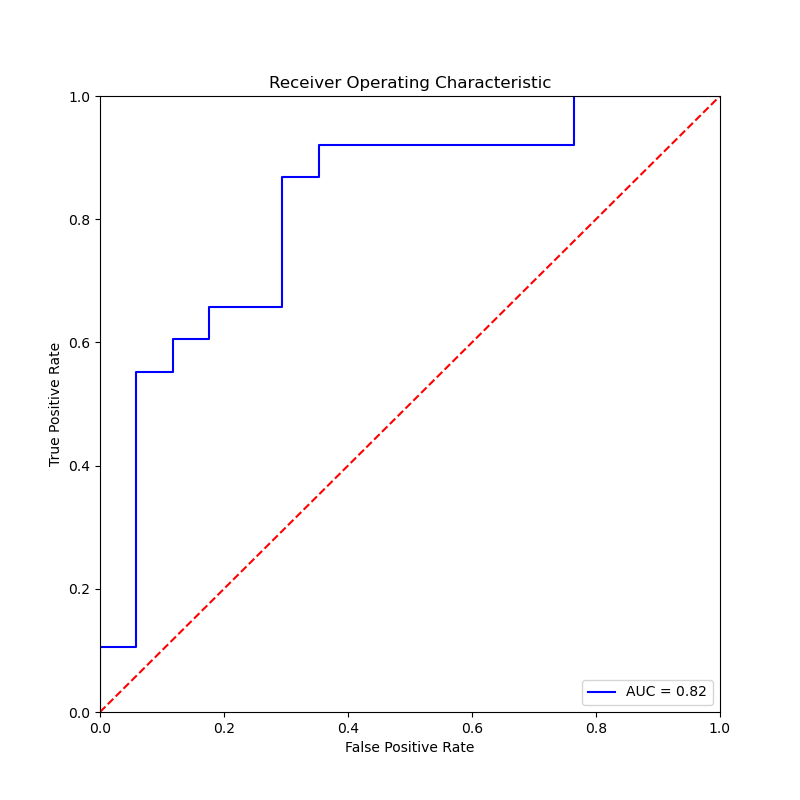 Receiver Operating Characteristic
1.0
0.8
0.6
0.4
0.2
0.0
True Positive Rate
AUC = 0.82
0.0 0.2 0.4 0.6 0.8 1.0
False Positive Rate